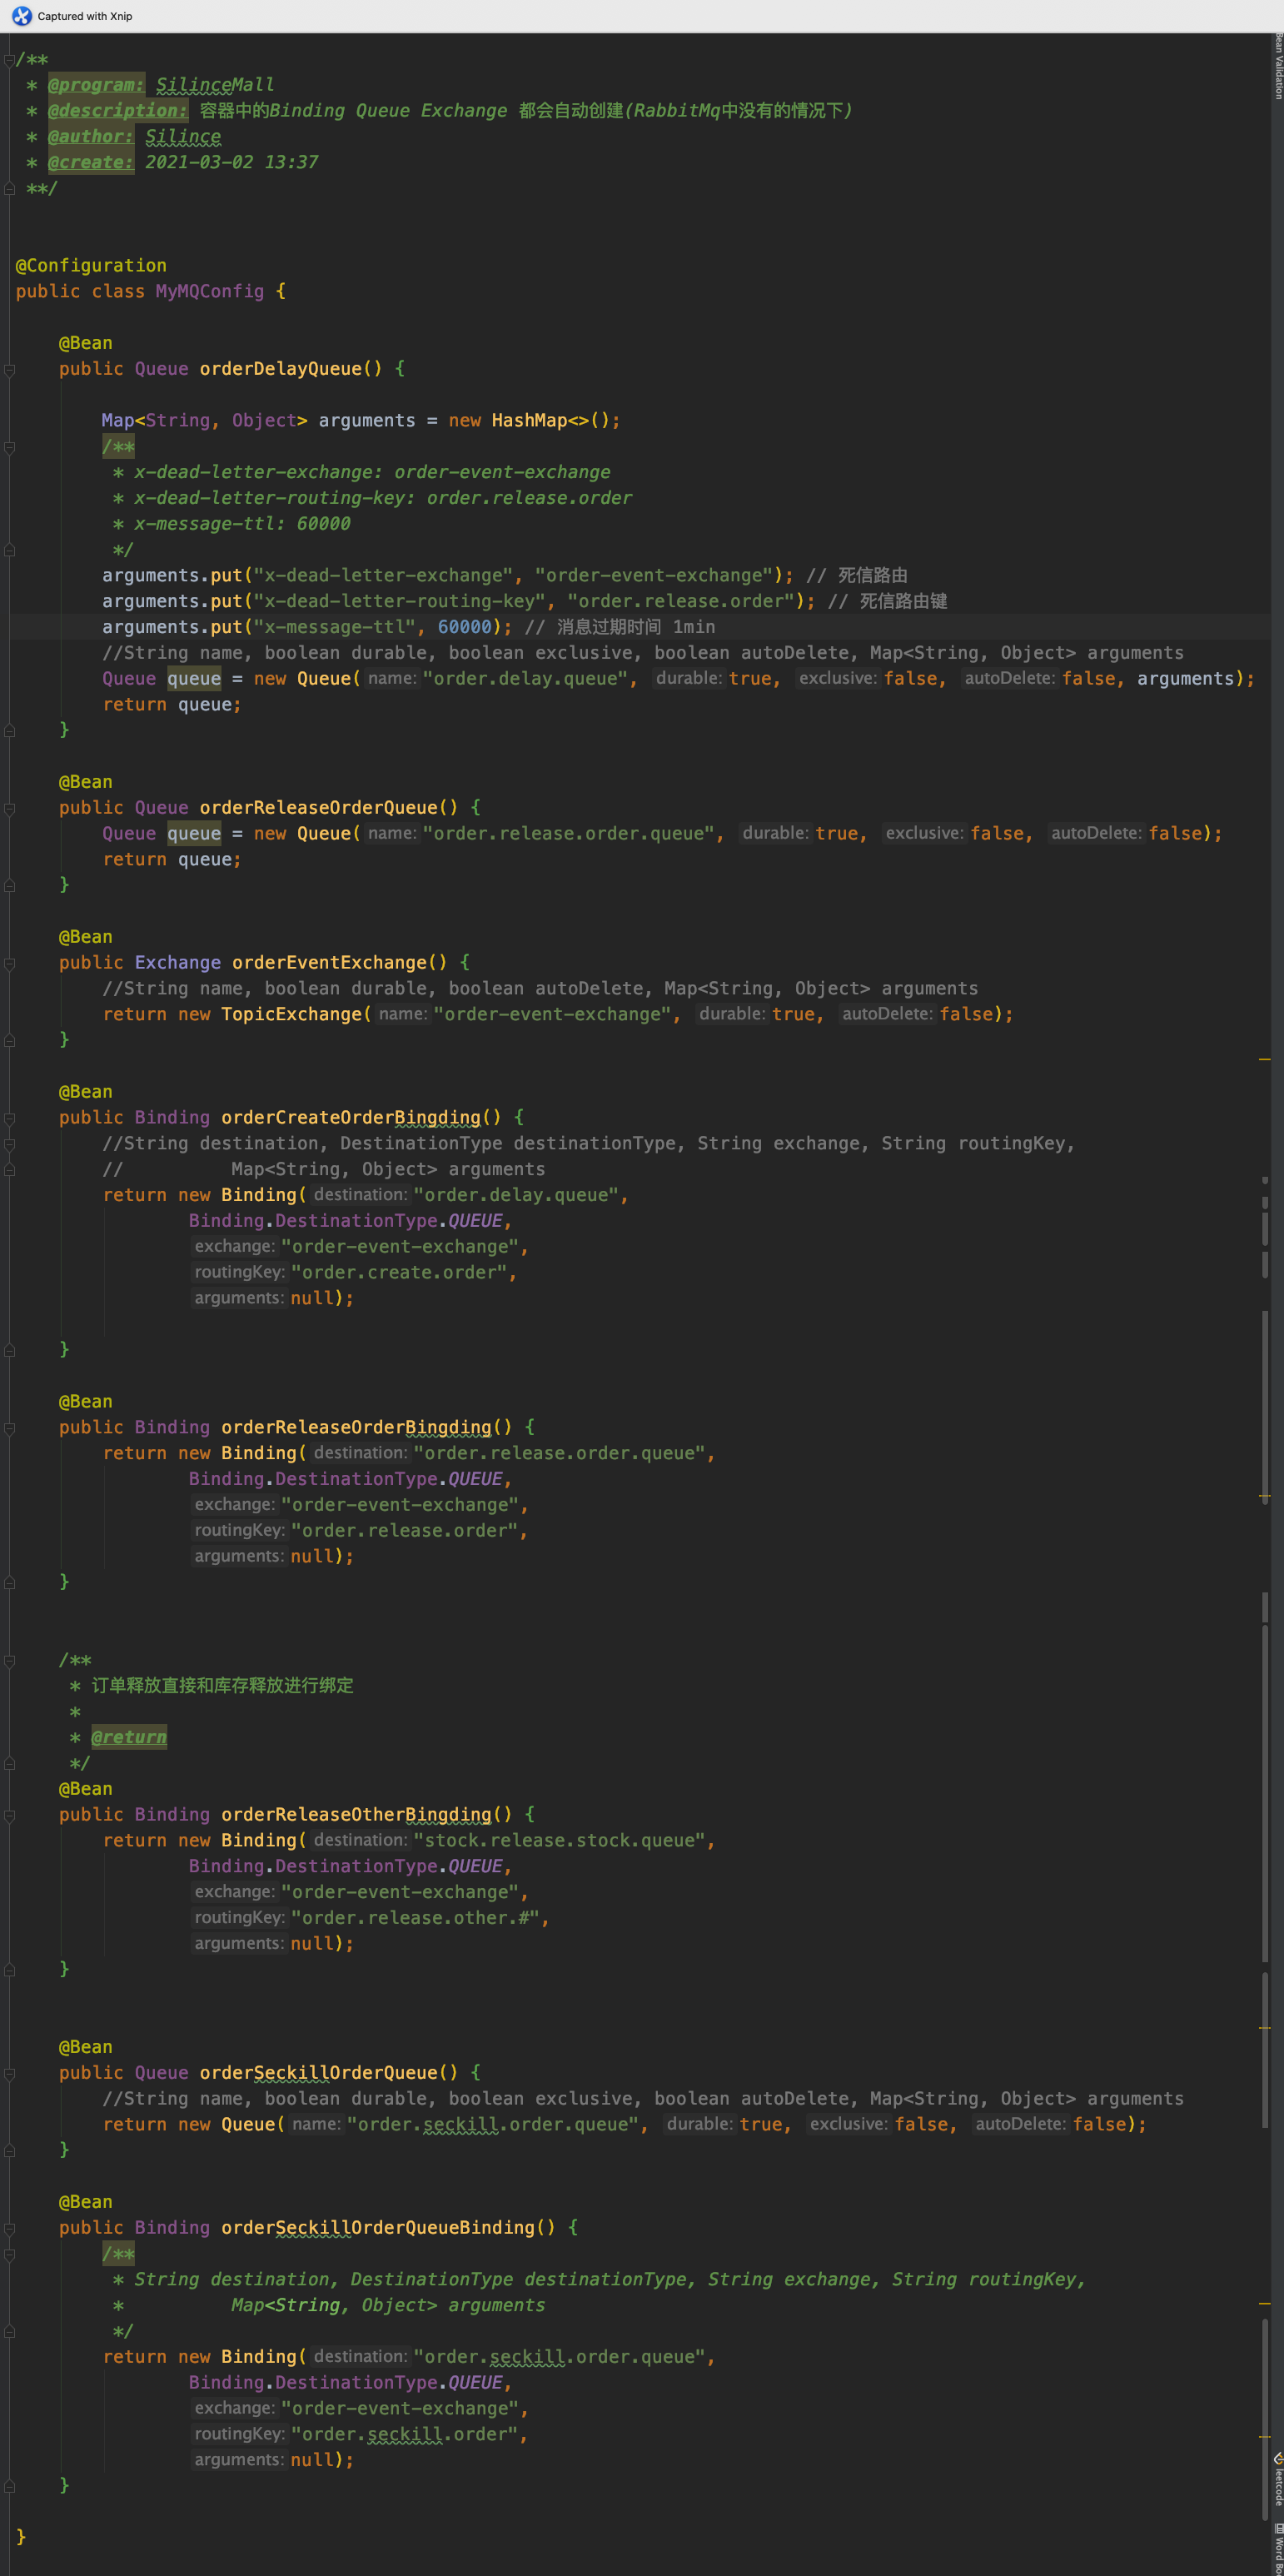 Captured with Xnip
Bean Validation
/**
 * @program: SilinceMall
 * @description: 容器中的Binding Queue Exchange 都会自动创建(RabbitMq中没有的情况下)
 * @author: Silince
 * @create: 2021-03-02 13:37
 **/
@Configuration
public class MyMQConfig {
    @Bean
    public Queue orderDelayQueue() {
        Map<String, Object> arguments = new HashMap<>();
        /**
         * x-dead-letter-exchange: order-event-exchange
         * x-dead-letter-routing-key: order.release.order
         * x-message-ttl: 60000
         */
        arguments.put("x-dead-letter-exchange", "order-event-exchange"); // 死信路由
        arguments.put("x-dead-letter-routing-key", "order.release.order"); // 死信路由键
        arguments.put("x-message-ttl", 60000); // 消息过期时间 1min
        //String name, boolean durable, boolean exclusive, boolean autoDelete, Map<String, Object> arguments
        Queue queue = new Queue( name: "order.delay.queue", durable: true, exclusive: false, autoDelete: false, arguments);
        return queue;
    }
    @Bean
    public Queue orderReleaseOrderQueue() {
        Queue queue = new Queue( name: "order.release.order.queue", durable: true, exclusive: false, autoDelete: false);
        return queue;
    }
    @Bean
    public Exchange orderEventExchange() {
        //String name, boolean durable, boolean autoDelete, Map<String, Object> arguments
        return new TopicExchange( name: "order-event-exchange", durable: true, autoDelete: false);
    }
    @Bean
    public Binding orderCreateOrderBingding() {
        //String destination, DestinationType destinationType, String exchange, String routingKey,
        //          Map<String, Object> arguments
        return new Binding( destination: "order.delay.queue",
                Binding.DestinationType.QUEUE,
                exchange: "order-event-exchange",
                routingKey: "order.create.order",
                arguments: null);
    }
    @Bean
    public Binding orderReleaseOrderBingding() {
        return new Binding( destination: "order.release.order.queue",
                Binding.DestinationType.QUEUE,
                exchange: "order-event-exchange",
                routingKey: "order.release.order",
                arguments: null);
    }
    /**
     * 订单释放直接和库存释放进行绑定
     *
     * @return
     */
    @Bean
    public Binding orderReleaseOtherBingding() {
        return new Binding( destination: "stock.release.stock.queue",
                Binding.DestinationType.QUEUE,
                exchange: "order-event-exchange",
                routingKey: "order.release.other.#",
                arguments: null);
    }
    @Bean
    public Queue orderSeckillOrderQueue() {
        //String name, boolean durable, boolean exclusive, boolean autoDelete, Map<String, Object> arguments
        return new Queue( name: "order.seckill.order.queue", durable: true, exclusive: false, autoDelete: false);
    }
    @Bean
    public Binding orderSeckillOrderQueueBinding() {
        /**
         * String destination, DestinationType destinationType, String exchange, String routingKey,
         *          Map<String, Object> arguments
         */
        return new Binding( destination: "order.seckill.order.queue",
                Binding.DestinationType.QUEUE,
                exchange: "order-event-exchange",
                routingKey: "order.seckill.order",
                arguments: null);
    }
}
leetcode
Word